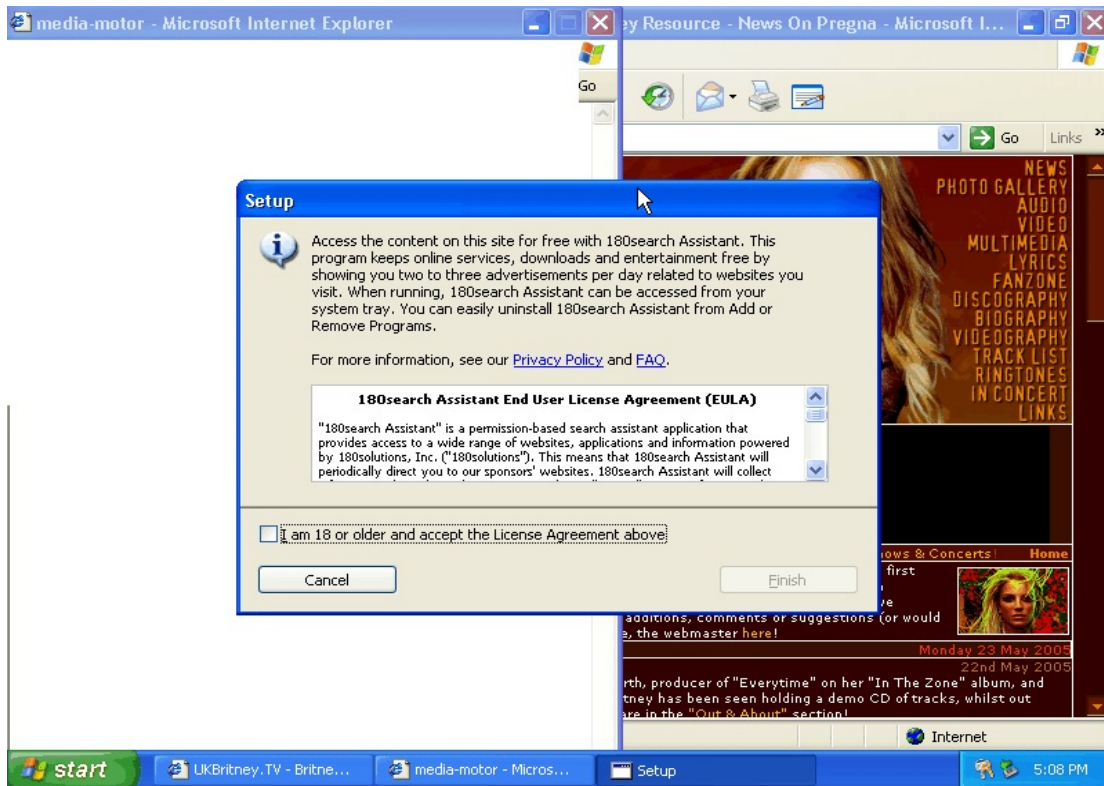 media-motor - Microsoft Internet Explorer
ey Resource - News On Pregna - Microsoft I...
Go
Go
Links
NEWS
PHOTO GALLERY
AUDIO
VIDEO
MULTIMEDIA
LYRICS
FANZONE
DISCOGRAPHY
BIOGRAPHY
VIDEOGRAPHY
TRACK LIST
RINGTONES
IN CONCERT
LINKS
Setup
Access the content on this site for free with 180search Assistant. This
program keeps online services, downloads and entertainment free by
showing you two to three advertisements per day related to websites you
visit. When running, 180search Assistant can be accessed from your
system tray. You can easily uninstall 180search Assistant from Add or
Remove Programs.
For more information, see our Privacy Policy and FAQ.
180search Assistant End User License Agreement (EULA)
"180search Assistant" is a permission-based search assistant application that
provides access to a wide range of websites, applications and information powered
by 180solutions, Inc. ("180solutions"). This means that 180search Assistant will
periodically direct you to our sponsors' websites. 180search Assistant will collect
I am 18 or older and accept the License Agreement above
Cancel
Finish
ows & Concerts! Home
first
ve
additions, comments or suggestions (or would
e, the webmaster here!
Monday 23 May 2005
22nd May 2005
rth, producer of "Everytime" on her "In The Zone" album, and
tney has been seen holding a demo CD of tracks, whilst out
are in the "Out & About" section!
Internet
start
UKBritney.TV - Britne...
media-motor - Micros...
Setup
5:08 PM